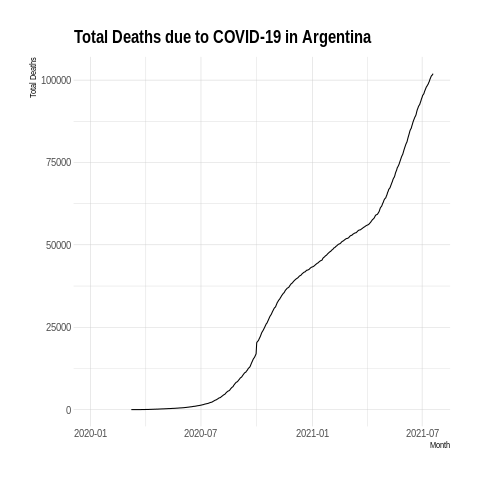 Total Deaths due to COVID-19 in Argentina
Total Deaths
100000
75000
50000
25000
0
2020-01 2020-07 2021-01 2021-07
Month